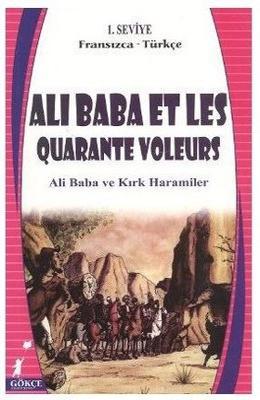 1. SEVİYE
Fransızca - Türkçe
ALI BABA ET LES
QUARANTE VOLEURS
Ali Baba ve Kırk Haramiler
GÖKÇE